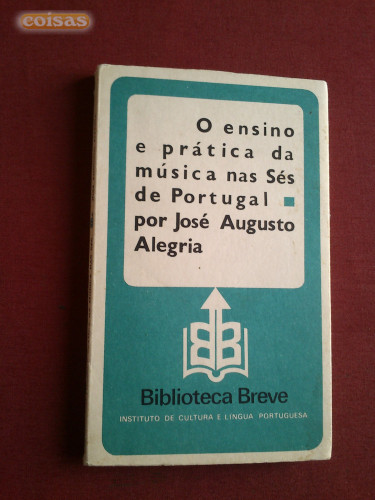 coisas
O ensino
e prática da
música nas Sés
de Portugal
por José Augusto
Alegria
BB
Biblioteca Breve
INSTITUTO DE CULTURA E LÍNGUA PORTUGUESA